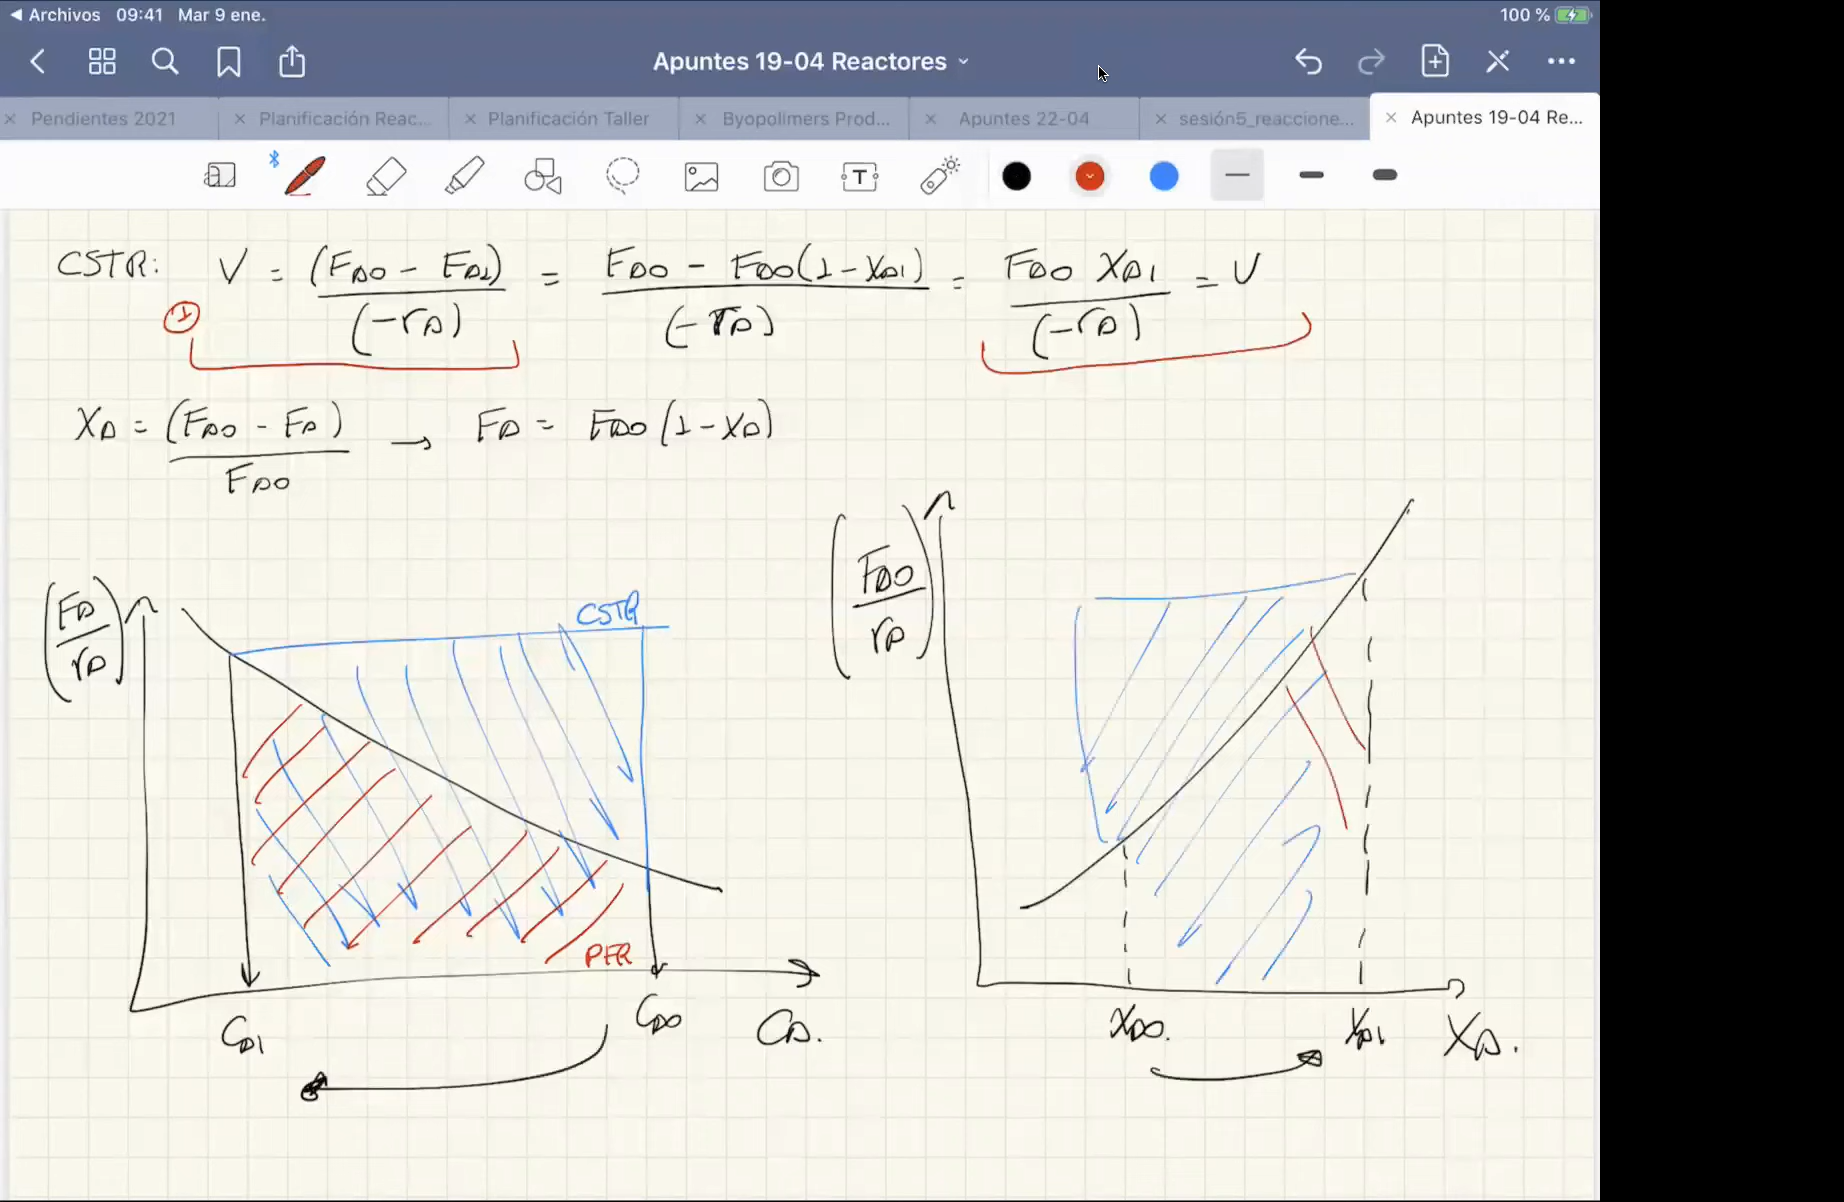 Archivos 09:41 Mar 9 ene. 100 %
Apuntes 19-04 Reactores
Pendientes 2021 Planificación Reac... Planificación Taller Byopolimers Prod... Apuntes 22-04 sesión5_reaccione... Apuntes 19-04 Re...
CSTR: V = (FA0 - FA1) / (-rA) = FA0 - FA0(1-XA1) / (-rA) = FA0 XA1 / (-rA) = V
1
XA = (FA0 - FA) / FA0 → FA = FA0 (1-XA)
(FA0 / rA)
(FA / rA)
CSTR
PFR
CA1 CA0 CA.
XA0. XA1. XA.